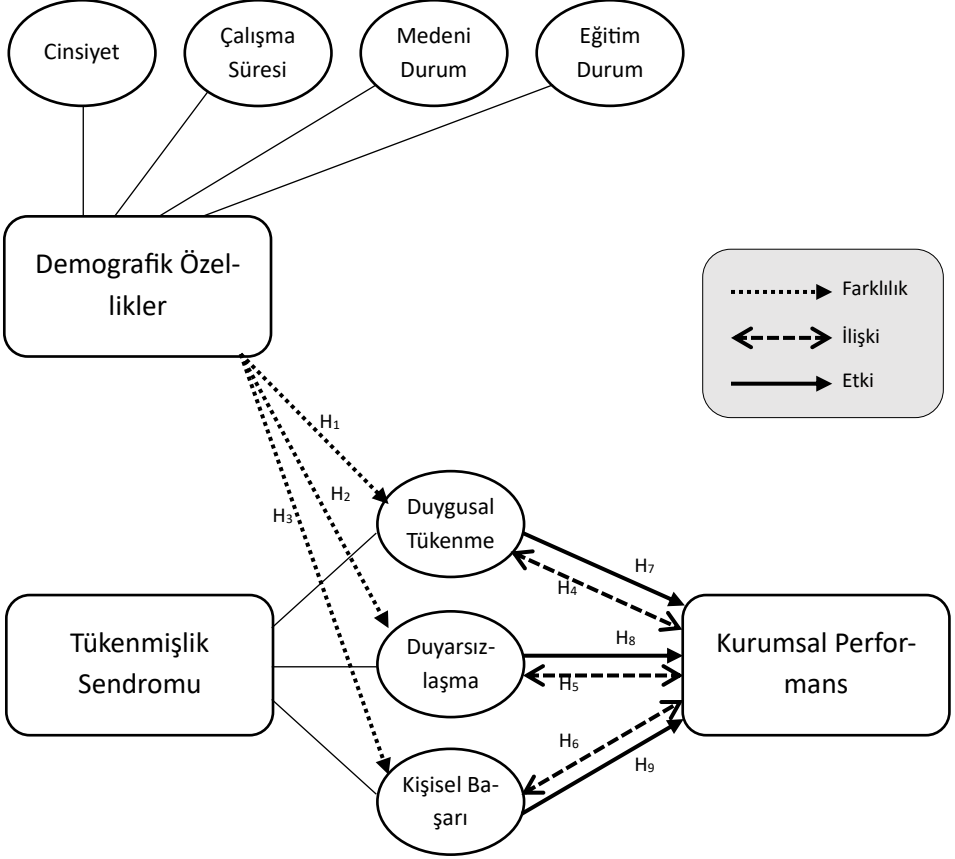 Cinsiyet
Çalışma
Süresi
Medeni
Durum
Eğitim
Durum
Demografik Özel-
likler
Farklılık
İlişki
Etki
H₁
H₂
H₃
Duygusal
Tükenme
H₇
H₄
Tükenmişlik
Sendromu
Duyarsız-
laşma
H₈
H₅
Kurumsal Perfor-
mans
H₆
H₉
Kişisel Ba-
şarı